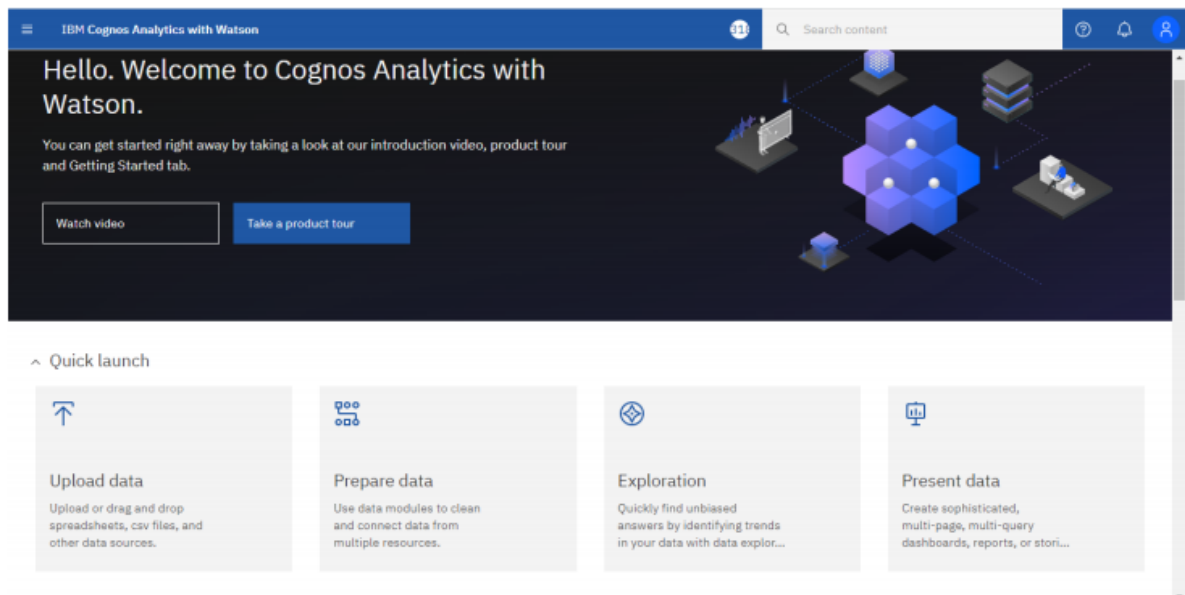 IBM Cognos Analytics with Watson
Search content
Hello. Welcome to Cognos Analytics with
Watson.
You can get started right away by taking a look at our introduction video, product tour
and Getting Started tab.
Watch video
Take a product tour
Quick launch
Upload data
Upload or drag and drop
spreadsheets, csv files, and
other data sources.
Prepare data
Use data modules to clean
and connect data from
multiple resources.
Exploration
Quickly find unbiased
answers by identifying trends
in your data with data explor...
Present data
Create sophisticated,
multi-page, multi-query
dashboards, reports, or stori...